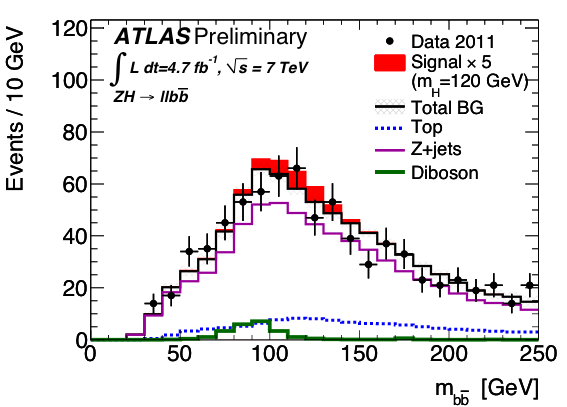 ATLAS Preliminary
∫ L dt=4.7 fb⁻¹, √s = 7 TeV
ZH → llbb̅
Data 2011
Signal × 5
(m_H=120 GeV)
Total BG
Top
Z+jets
Diboson
Events / 10 GeV
120
100
80
60
40
20
0
0 50 100 150 200 250
m_bb̅ [GeV]